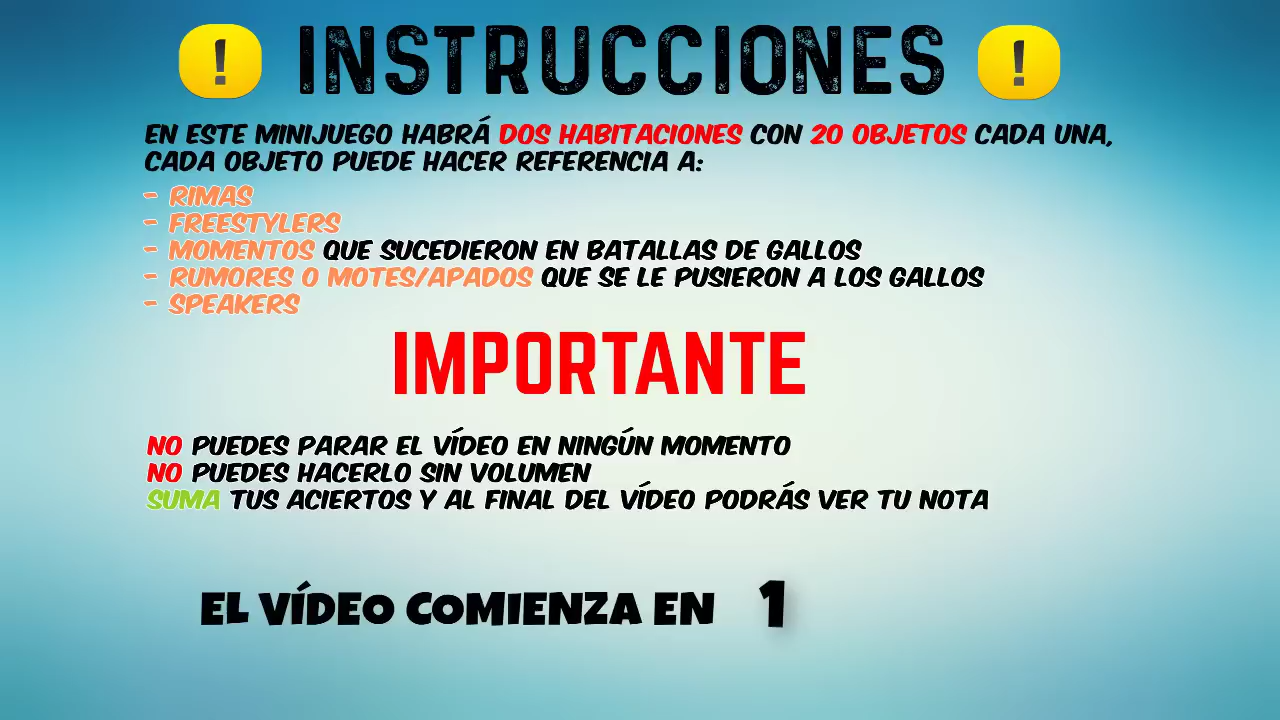 ! INSTRUCCIONES !
EN ESTE MINIJUEGO HABRÁ DOS HABITACIONES CON 20 OBJETOS CADA UNA,
CADA OBJETO PUEDE HACER REFERENCIA A:
- RIMAS
- FREESTYLERS
- MOMENTOS QUE SUCEDIERON EN BATALLAS DE GALLOS
- RUMORES O MOTES/APADOS QUE SE LE PUSIERON A LOS GALLOS
- SPEAKERS
IMPORTANTE
NO PUEDES PARAR EL VÍDEO EN NINGÚN MOMENTO
NO PUEDES HACERLO SIN VOLUMEN
SUMA TUS ACIERTOS Y AL FINAL DEL VÍDEO PODRÁS VER TU NOTA
EL VÍDEO COMIENZA EN 1